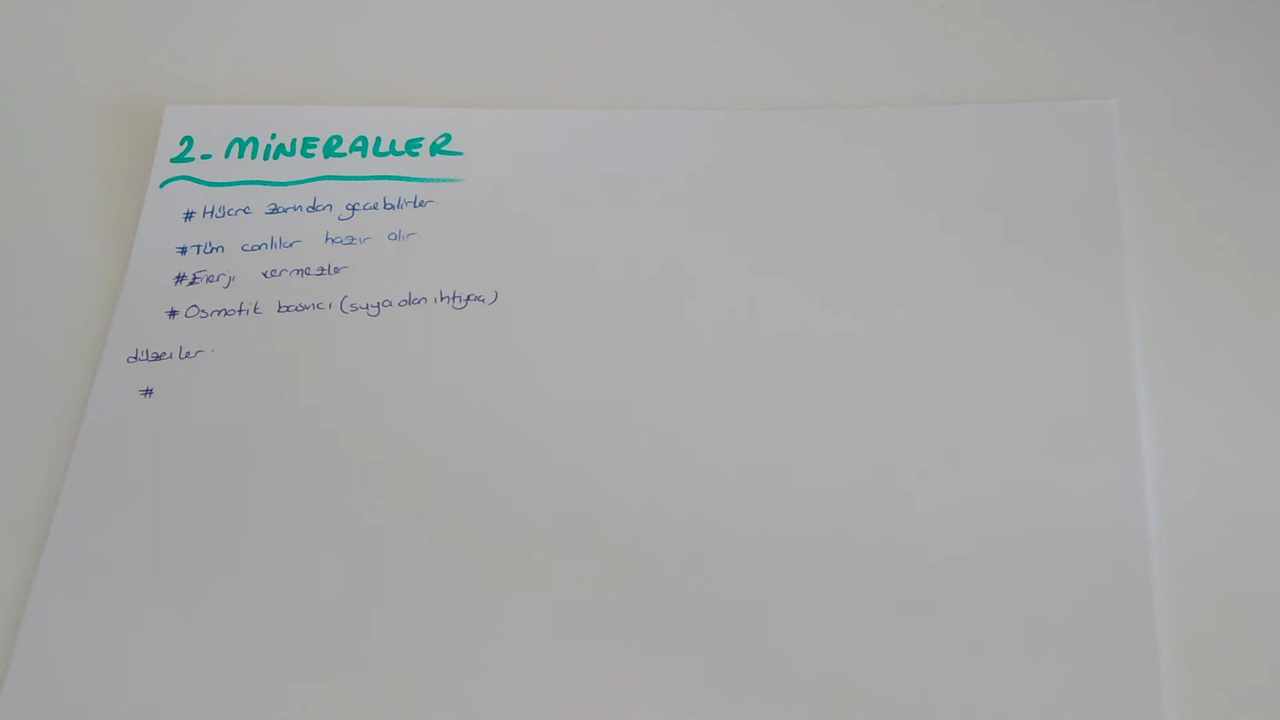 2- MİNERALLER
# Hücre zarından geçebilirler
# Tüm canlılar hazır alır.
# Enerji vermezler
# Osmotik basıncı (suya olan ihtiyaç)
düzenler.
#